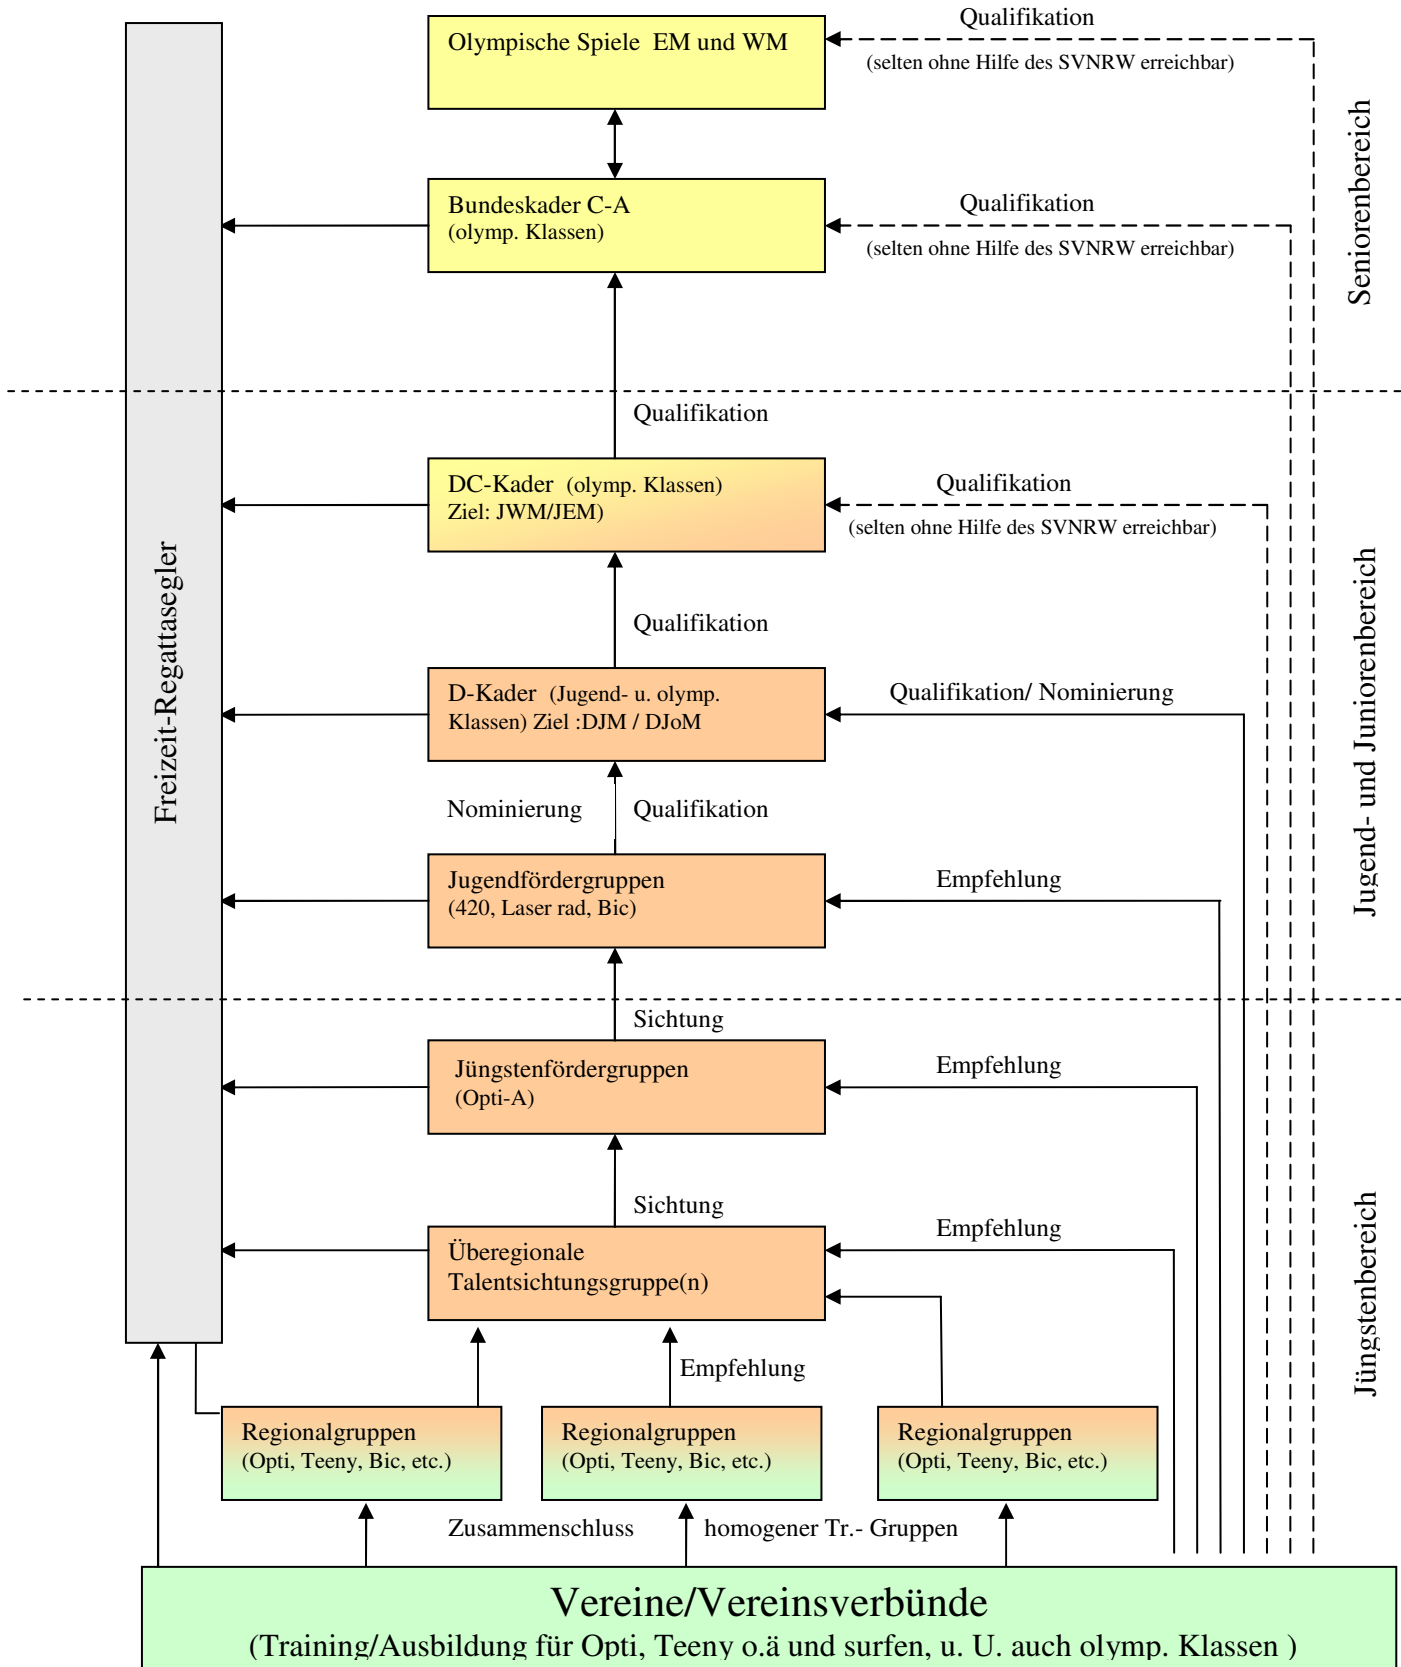 Qualifikation
Olympische Spiele EM und WM
(selten ohne Hilfe des SVNRW erreichbar)
Seniorenbereich
Bundeskader C-A
(olymp. Klassen)
Qualifikation
(selten ohne Hilfe des SVNRW erreichbar)
Qualifikation
DC-Kader (olymp. Klassen)
Ziel: JWM/JEM)
Qualifikation
(selten ohne Hilfe des SVNRW erreichbar)
Freizeit-Regattasegler
Jugend- und Juniorenbereich
Qualifikation
D-Kader (Jugend- u. olymp.
Klassen) Ziel :DJM / DJoM
Qualifikation/ Nominierung
Nominierung
Qualifikation
Jugendfördergruppen
(420, Laser rad, Bic)
Empfehlung
Sichtung
Jüngstenfördergruppen
(Opti-A)
Empfehlung
Sichtung
Überegionale
Talentsichtungsgruppe(n)
Empfehlung
Jüngstenbereich
Empfehlung
Regionalgruppen
(Opti, Teeny, Bic, etc.)
Regionalgruppen
(Opti, Teeny, Bic, etc.)
Regionalgruppen
(Opti, Teeny, Bic, etc.)
Zusammenschluss
homogener Tr.- Gruppen
Vereine/Vereinsverbünde
(Training/Ausbildung für Opti, Teeny o.ä und surfen, u. U. auch olymp. Klassen )